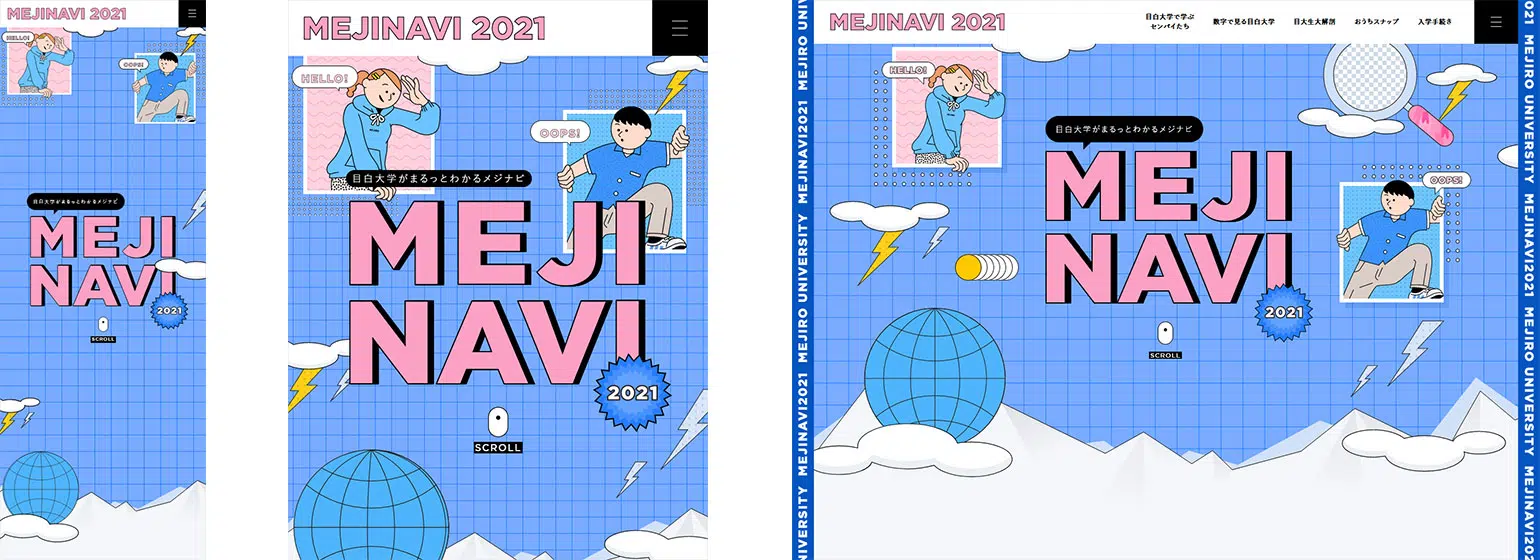 MEJINAVI 2021
HELLO!
OOPS!
目白大学がまるっとわかるメジナビ
MEJI
NAVI
2021
SCROLL
MEJINAVI 2021
HELLO!
OOPS!
目白大学がまるっとわかるメジナビ
MEJI
NAVI
2021
SCROLL
UNIVERSITY MEJINAVI2021 MEJIRO UNIVERSITY MEJINAVI2021 MEJIRO UNIV
MEJINAVI 2021
目白大学で学ぶ
センパイたち
数字で見る目白大学
目大生大解剖
おうちスナップ
入学手続き
HELLO!
目白大学がまるっとわかるメジナビ
MEJI
NAVI
2021
SCROLL
OOPS!
021 MEJIRO UNIVERSITY MEJINAVI2021 MEJIRO UNIVERSITY MEJINAVI20